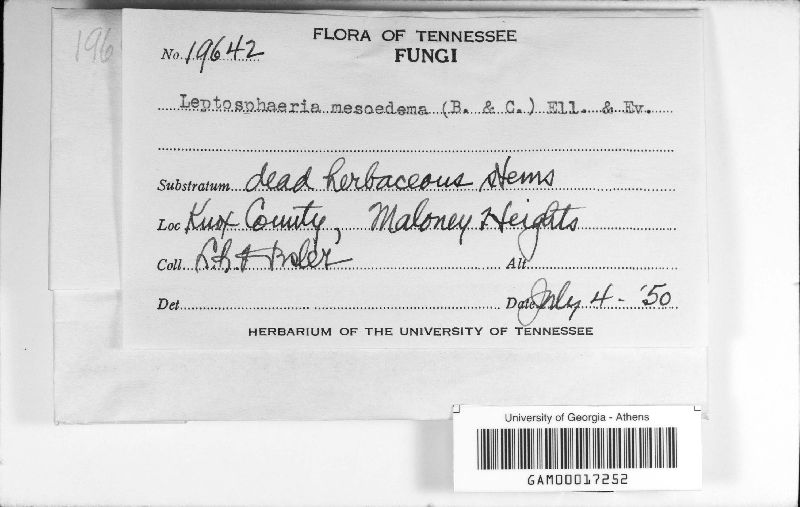 196
FLORA OF TENNESSEE
No. 19642 FUNGI
Leptosphaeria mesoedema (B. & C.) Ell. & Ev.
Substratum dead herbaceous stems
Loc Knox County, Maloney Heights
Coll. Alt
Det Date July 4 - '50
HERBARIUM OF THE UNIVERSITY OF TENNESSEE
University of Georgia - Athens
GAM00017252